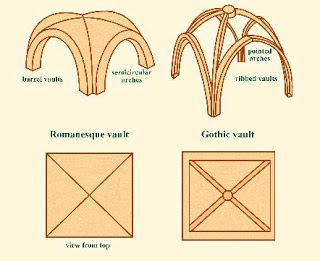 barrel vaults
semicircular
arches
pointed
arches
ribbed vaults
Romanesque vault
Gothic vault
view from top